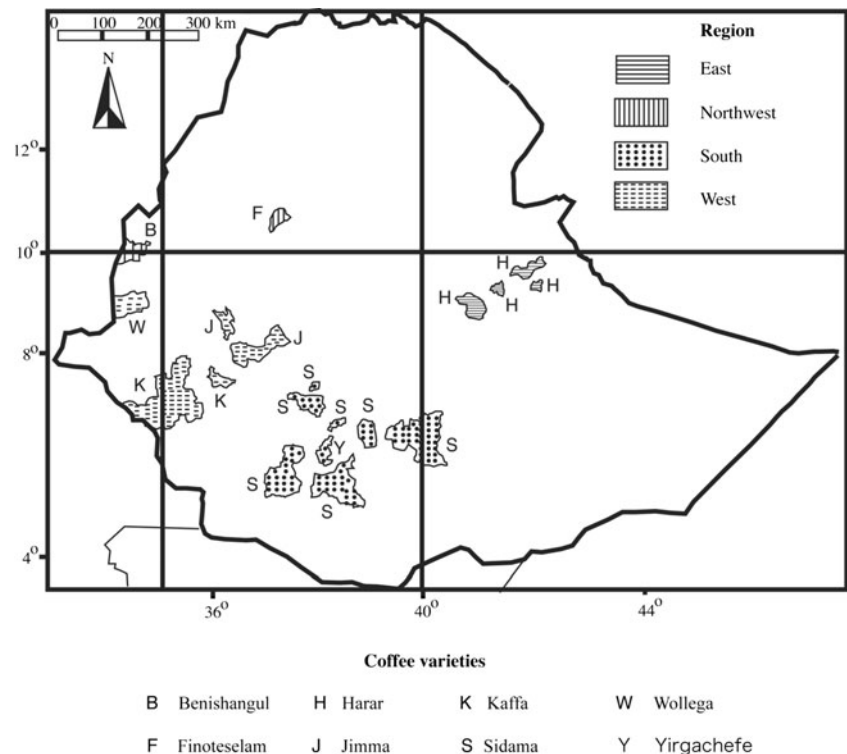 0 100 200 300 km
N
Region
East
Northwest
South
West
12°
F
B
10°
H
H
H
H
W
J
J
8°
K
K
S
S
S
S
S
Y
S
S
4°
36° 40° 44°
Coffee varieties
B Benishangul H Harar K Kaffa W Wollega
F Finoteselam J Jimma S Sidama Y Yirgachefe